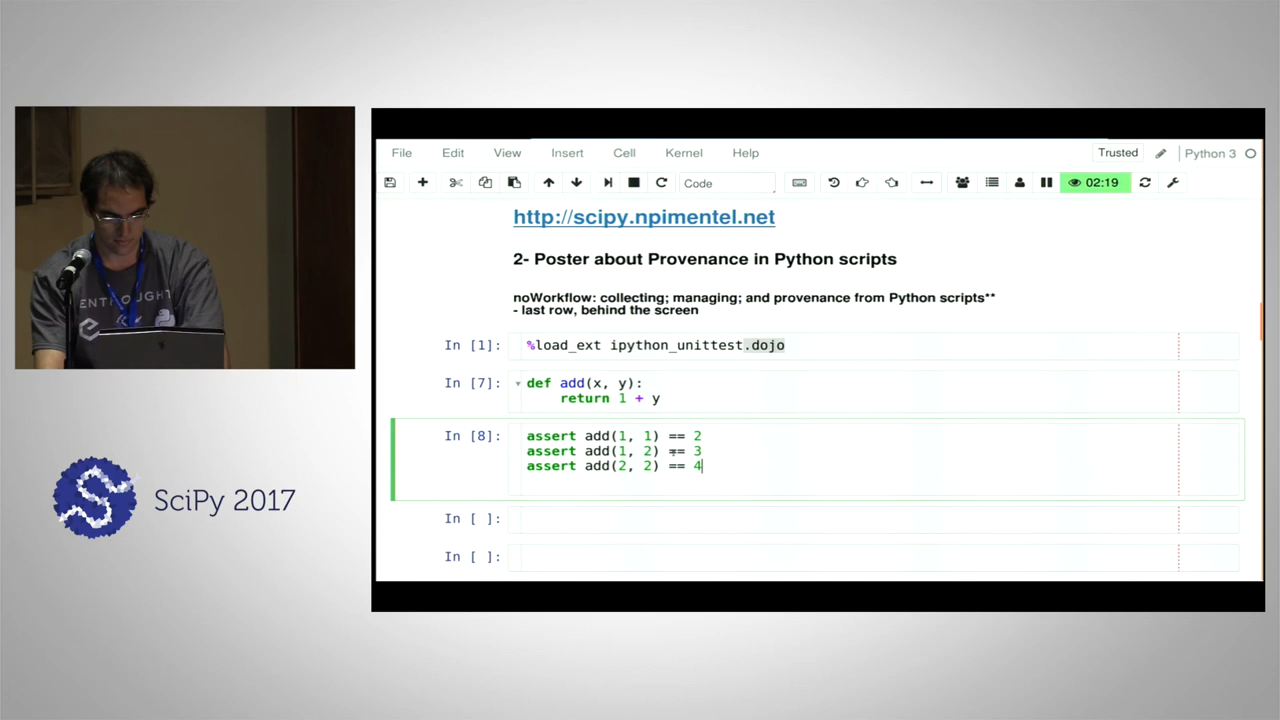 File Edit View Insert Cell Kernel Help Trusted Python 3
Code 02:19
http://scipy.npimentel.net
2- Poster about Provenance in Python scripts
noWorkflow: collecting; managing; and provenance from Python scripts**
- last row, behind the screen
In [1]: %load_ext ipython_unittest.dojo
In [7]: def add(x, y):
return 1 + y
In [8]: assert add(1, 1) == 2
assert add(1, 2) == 3
assert add(2, 2) == 4
In [ ]:
In [ ]:
ENTHOUGHT
SciPy 2017